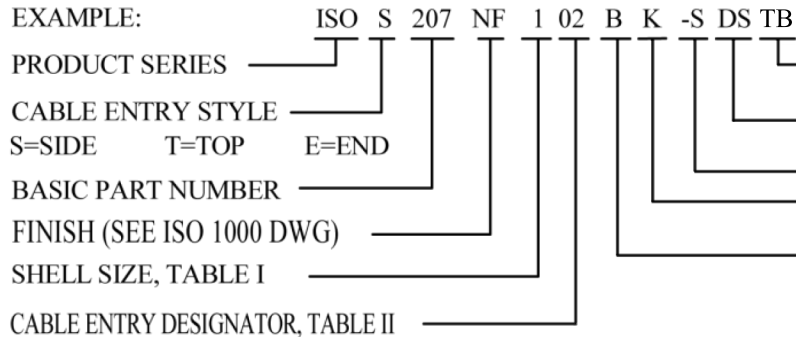 EXAMPLE: ISO S 207 NF 1 02 B K -S DS TB
PRODUCT SERIES
CABLE ENTRY STYLE
S=SIDE T=TOP E=END
BASIC PART NUMBER
FINISH (SEE ISO 1000 DWG)
SHELL SIZE, TABLE I
CABLE ENTRY DESIGNATOR, TABLE II